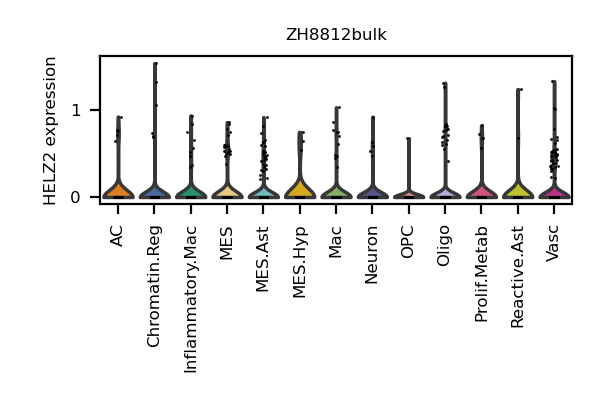 ZH8812bulk
HELZ2 expression
1
0
AC
Chromatin.Reg
Inflammatory.Mac
MES
MES.Ast
MES.Hyp
Mac
Neuron
OPC
Oligo
Prolif.Metab
Reactive.Ast
Vasc